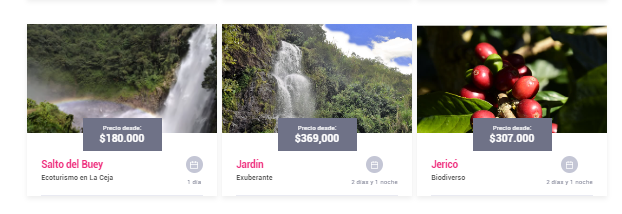 Precio desde:
$180.000
Salto del Buey
Ecoturismo en La Ceja
1 día
Precio desde:
$369,000
Jardín
Exuberante
2 días y 1 noche
Precio desde:
$307.000
Jericó
Biodiverso
2 días y 1 noche